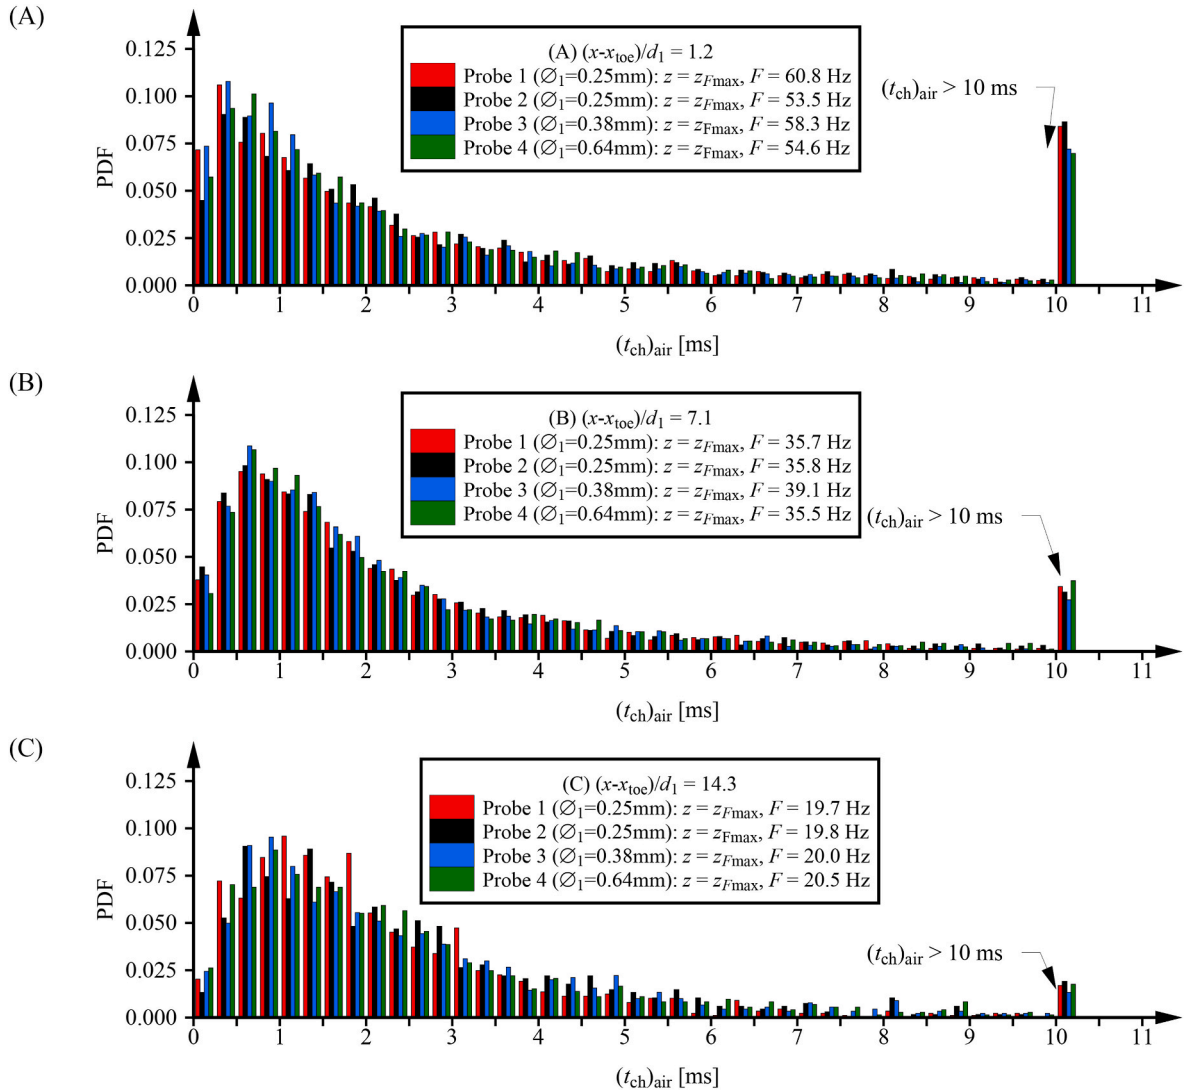 (A)
0.125
0.100
0.075
0.050
0.025
0.000
PDF
(A) (x-xtoe)/d1 = 1.2
Probe 1 (∅1=0.25mm): z = zFmax, F = 60.8 Hz
Probe 2 (∅1=0.25mm): z = zFmax, F = 53.5 Hz
Probe 3 (∅1=0.38mm): z = zFmax, F = 58.3 Hz
Probe 4 (∅1=0.64mm): z = zFmax, F = 54.6 Hz
(tch)air > 10 ms
0 1 2 3 4 5 6 7 8 9 10 11
(tch)air [ms]
(B)
0.125
0.100
0.075
0.050
0.025
0.000
PDF
(B) (x-xtoe)/d1 = 7.1
Probe 1 (∅1=0.25mm): z = zFmax, F = 35.7 Hz
Probe 2 (∅1=0.25mm): z = zFmax, F = 35.8 Hz
Probe 3 (∅1=0.38mm): z = zFmax, F = 39.1 Hz
Probe 4 (∅1=0.64mm): z = zFmax, F = 35.5 Hz
(tch)air > 10 ms
0 1 2 3 4 5 6 7 8 9 10 11
(tch)air [ms]
(C)
0.125
0.100
0.075
0.050
0.025
0.000
PDF
(C) (x-xtoe)/d1 = 14.3
Probe 1 (∅1=0.25mm): z = zFmax, F = 19.7 Hz
Probe 2 (∅1=0.25mm): z = zFmax, F = 19.8 Hz
Probe 3 (∅1=0.38mm): z = zFmax, F = 20.0 Hz
Probe 4 (∅1=0.64mm): z = zFmax, F = 20.5 Hz
(tch)air > 10 ms
0 1 2 3 4 5 6 7 8 9 10 11
(tch)air [ms]